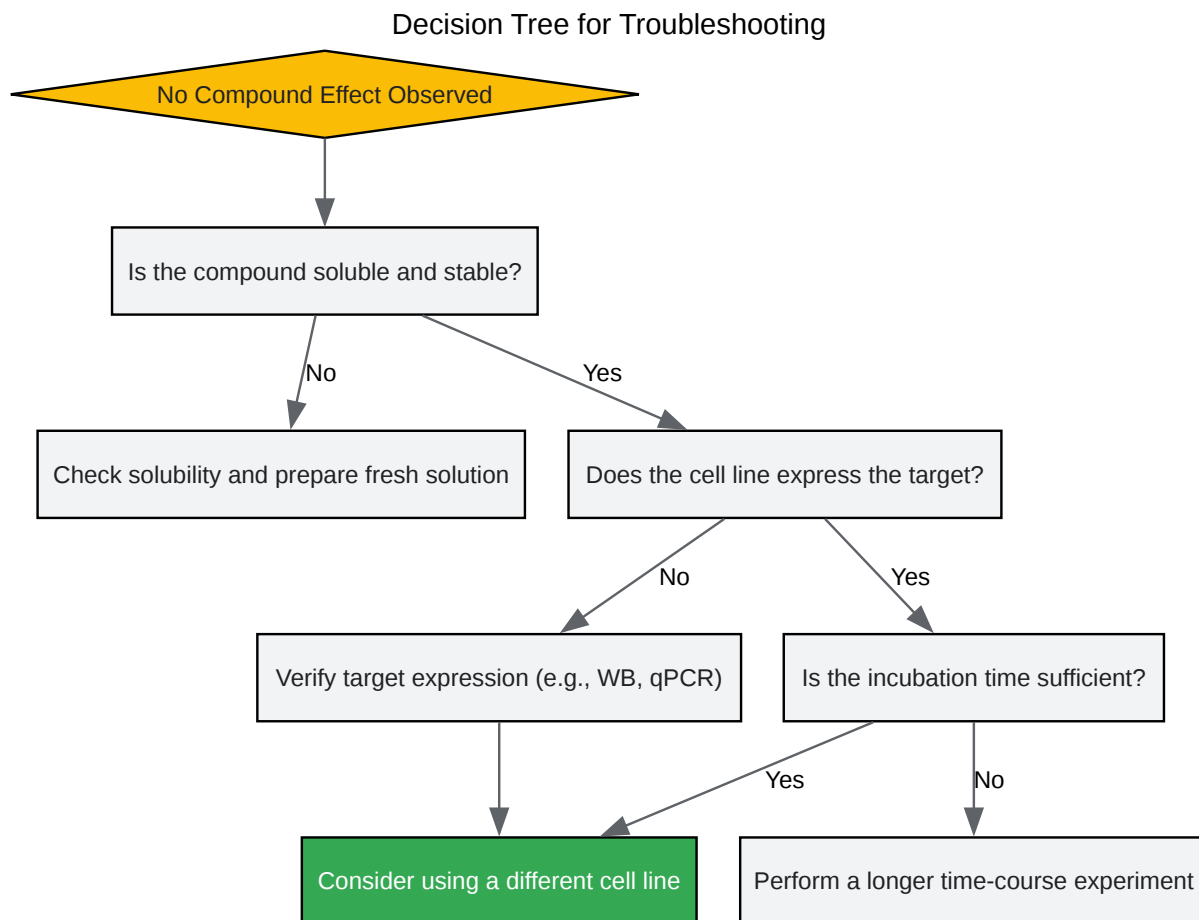 Decision Tree for Troubleshooting
No Compound Effect Observed
Is the compound soluble and stable?
No
Yes
Check solubility and prepare fresh solution
Does the cell line express the target?
No
Yes
Verify target expression (e.g., WB, qPCR)
Is the incubation time sufficient?
Yes
No
Consider using a different cell line
Perform a longer time-course experiment